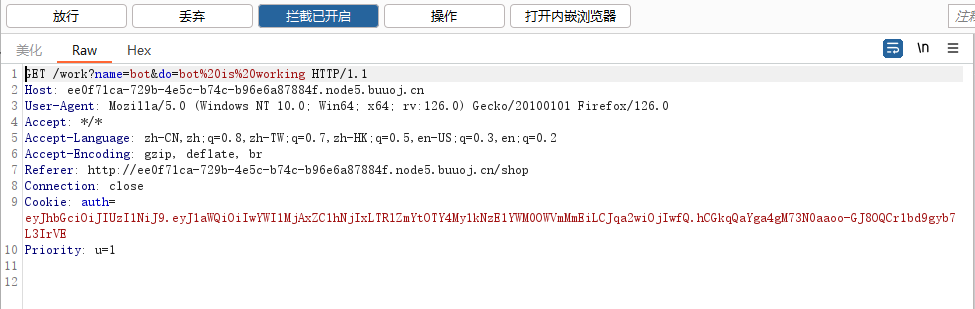 放行 丢弃 拦截已开启 操作 打开内嵌浏览器 注释
美化 Raw Hex \n
1 GET /work?name=bot&do=bot%20is%20working HTTP/1.1
2 Host: ee0f71ca-729b-4e5c-b74c-b96e6a87884f.node5.buuoj.cn
3 User-Agent: Mozilla/5.0 (Windows NT 10.0; Win64; x64; rv:126.0) Gecko/20100101 Firefox/126.0
4 Accept: */*
5 Accept-Language: zh-CN,zh;q=0.8,zh-TW;q=0.7,zh-HK;q=0.5,en-US;q=0.3,en;q=0.2
6 Accept-Encoding: gzip, deflate, br
7 Referer: http://ee0f71ca-729b-4e5c-b74c-b96e6a87884f.node5.buuoj.cn/shop
8 Connection: close
9 Cookie: auth=
eyJhbGciOiJIUzI1NiJ9.eyJ1aWQiOiIwYWI1MjAxZC1hNjIxLTR1ZmYtOTY4My1kNzE1YWM0OWVmMmEiLCJqa2wiOjIwfQ.hCGkqQaYga4gM73N0aaoo-GJ8OQCr1bd9gyb7
L3IrVE
10 Priority: u=1
11
12